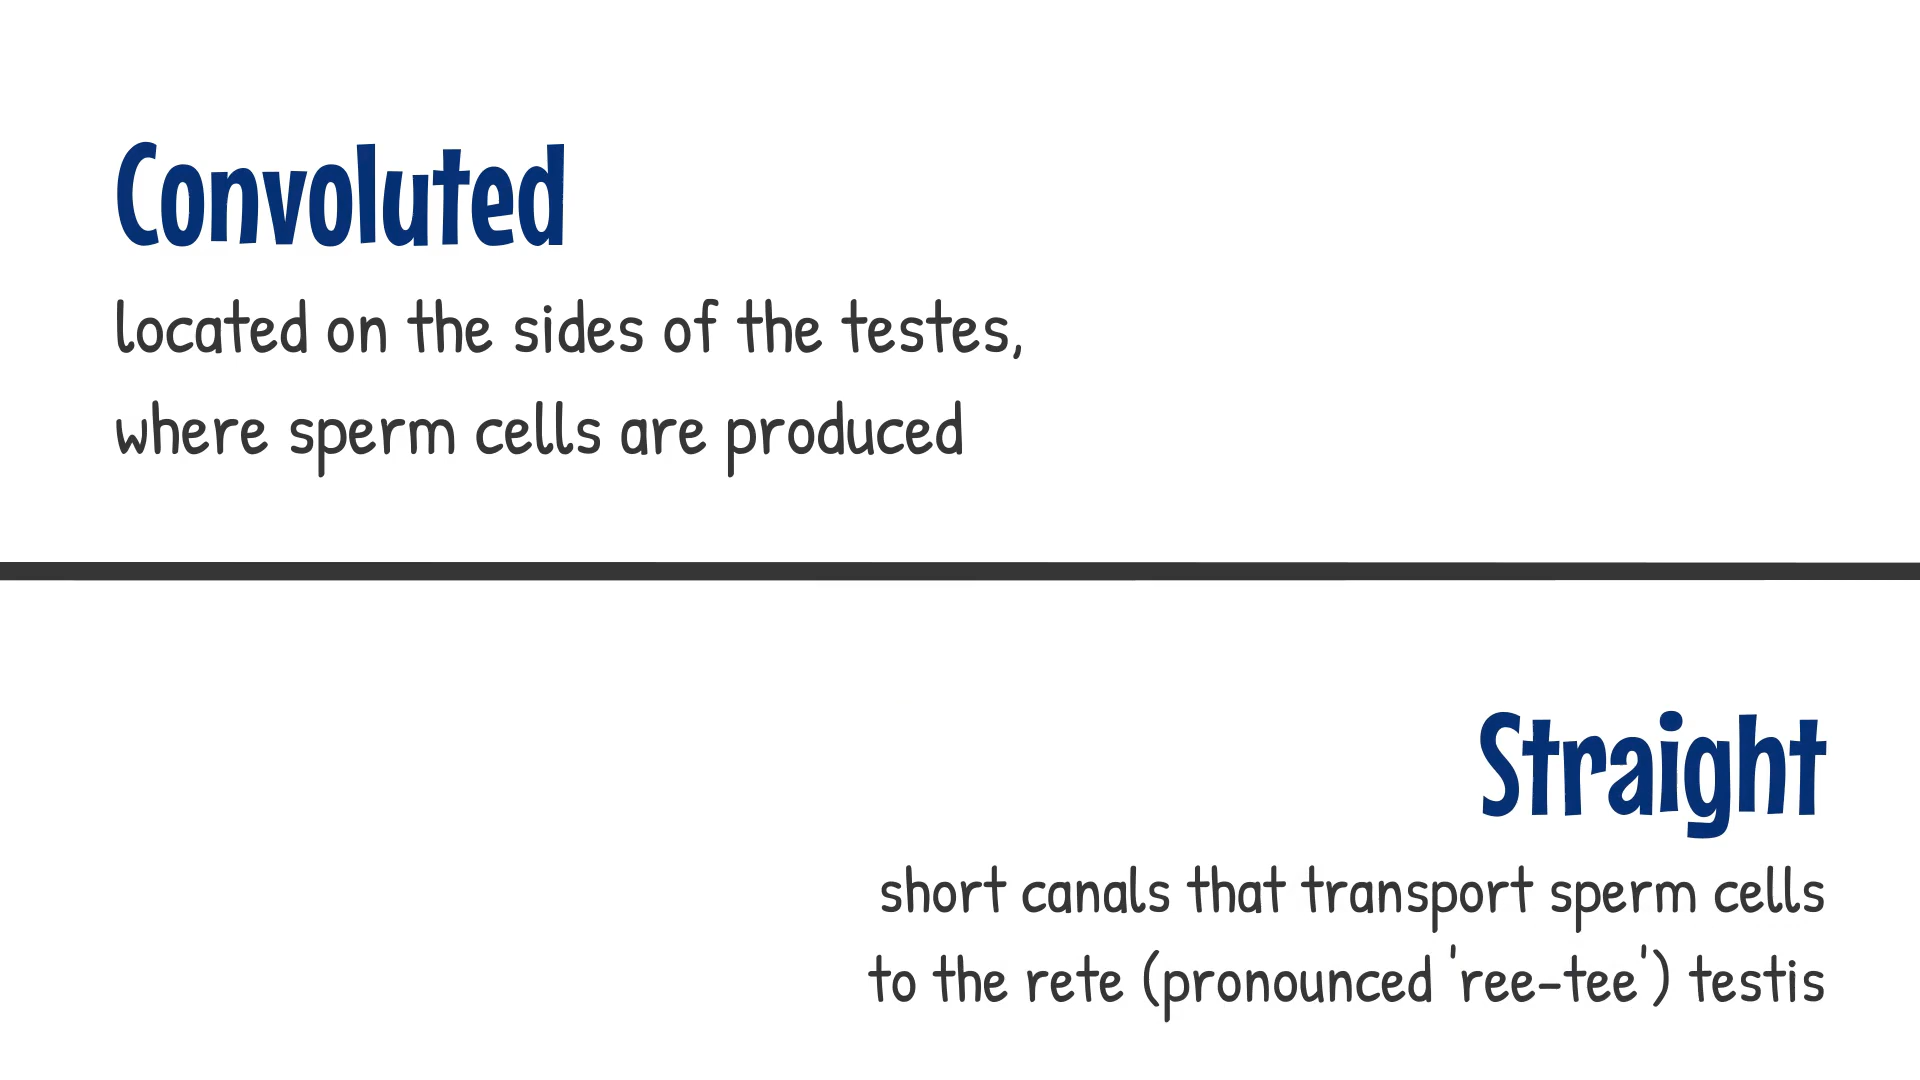 Convoluted
located on the sides of the testes,
where sperm cells are produced
Straight
short canals that transport sperm cells
to the rete (pronounced 'ree-tee') testis